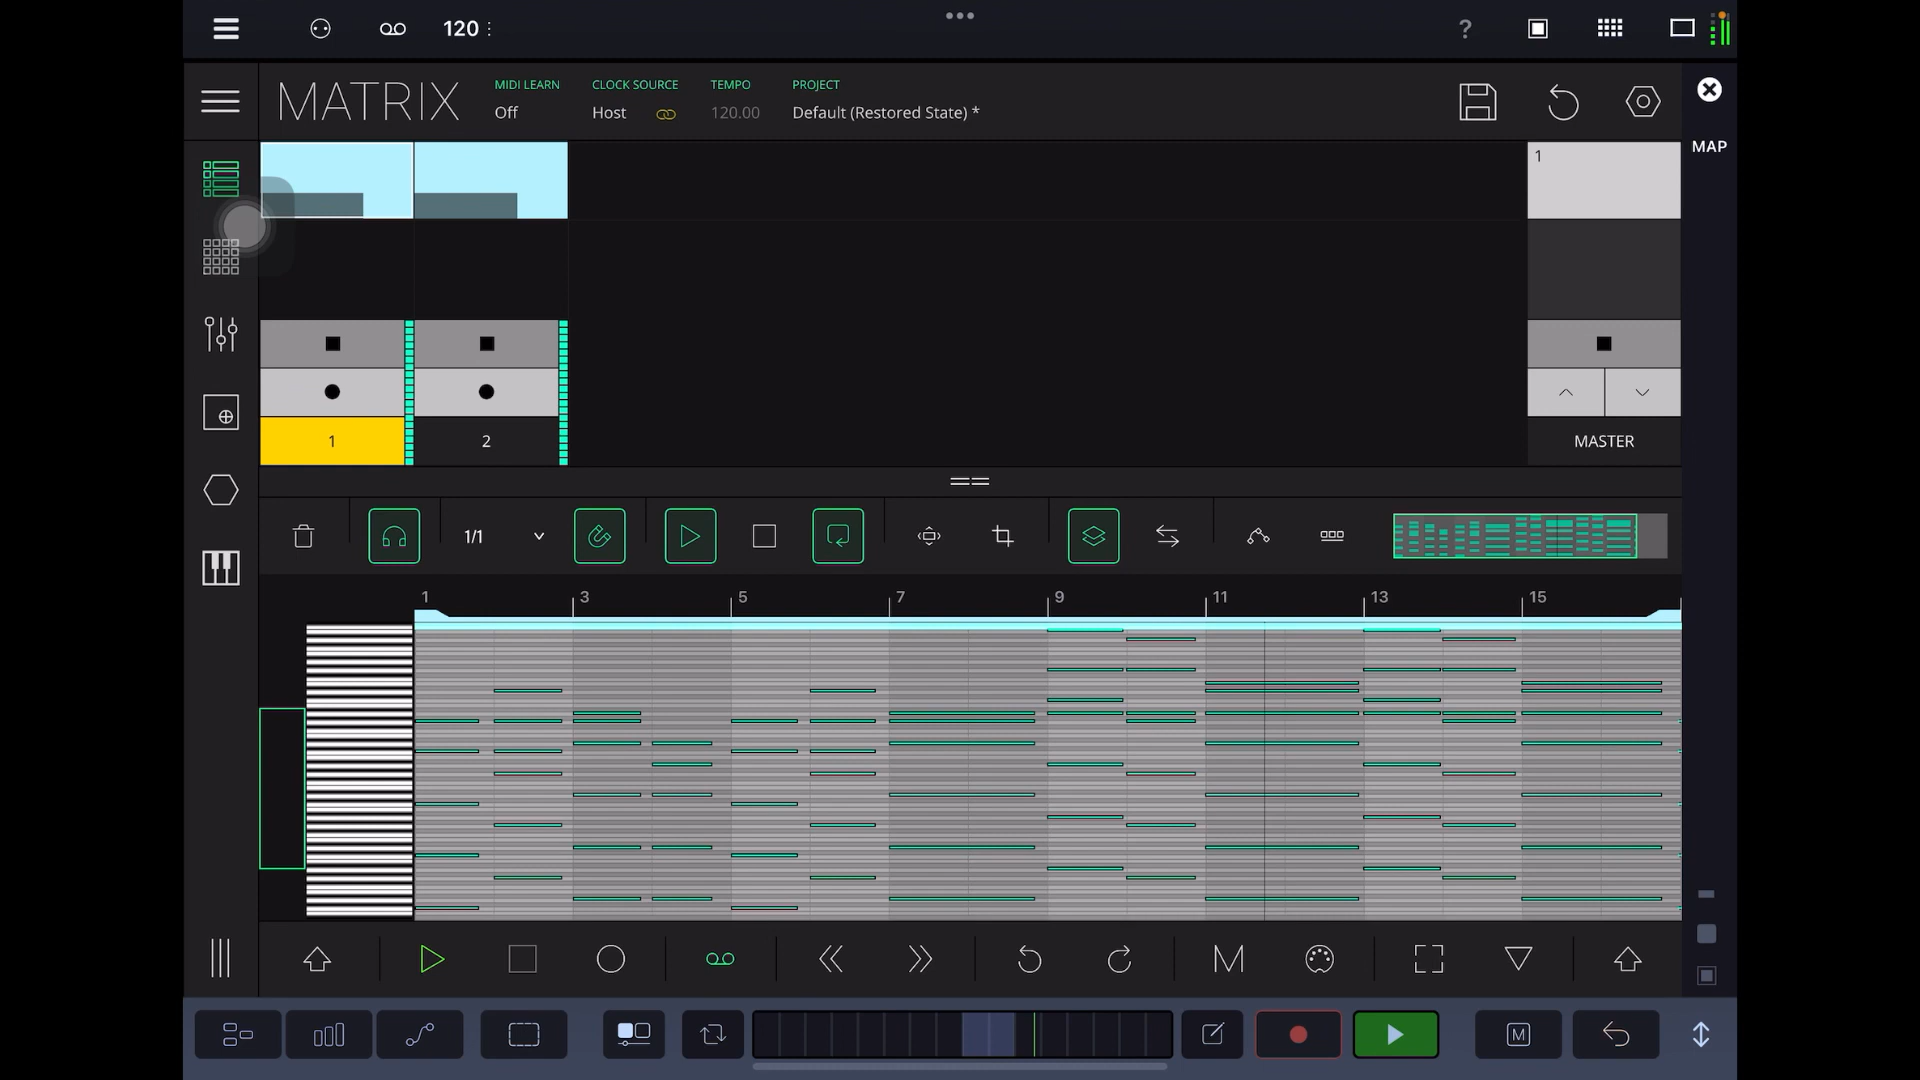 120
?
MATRIX
MIDI LEARN
Off
CLOCK SOURCE
Host
TEMPO
120.00
PROJECT
Default (Restored State) *
MAP
1
1
2
MASTER
1/1
1 3 5 7 9 11 13 15
M
M